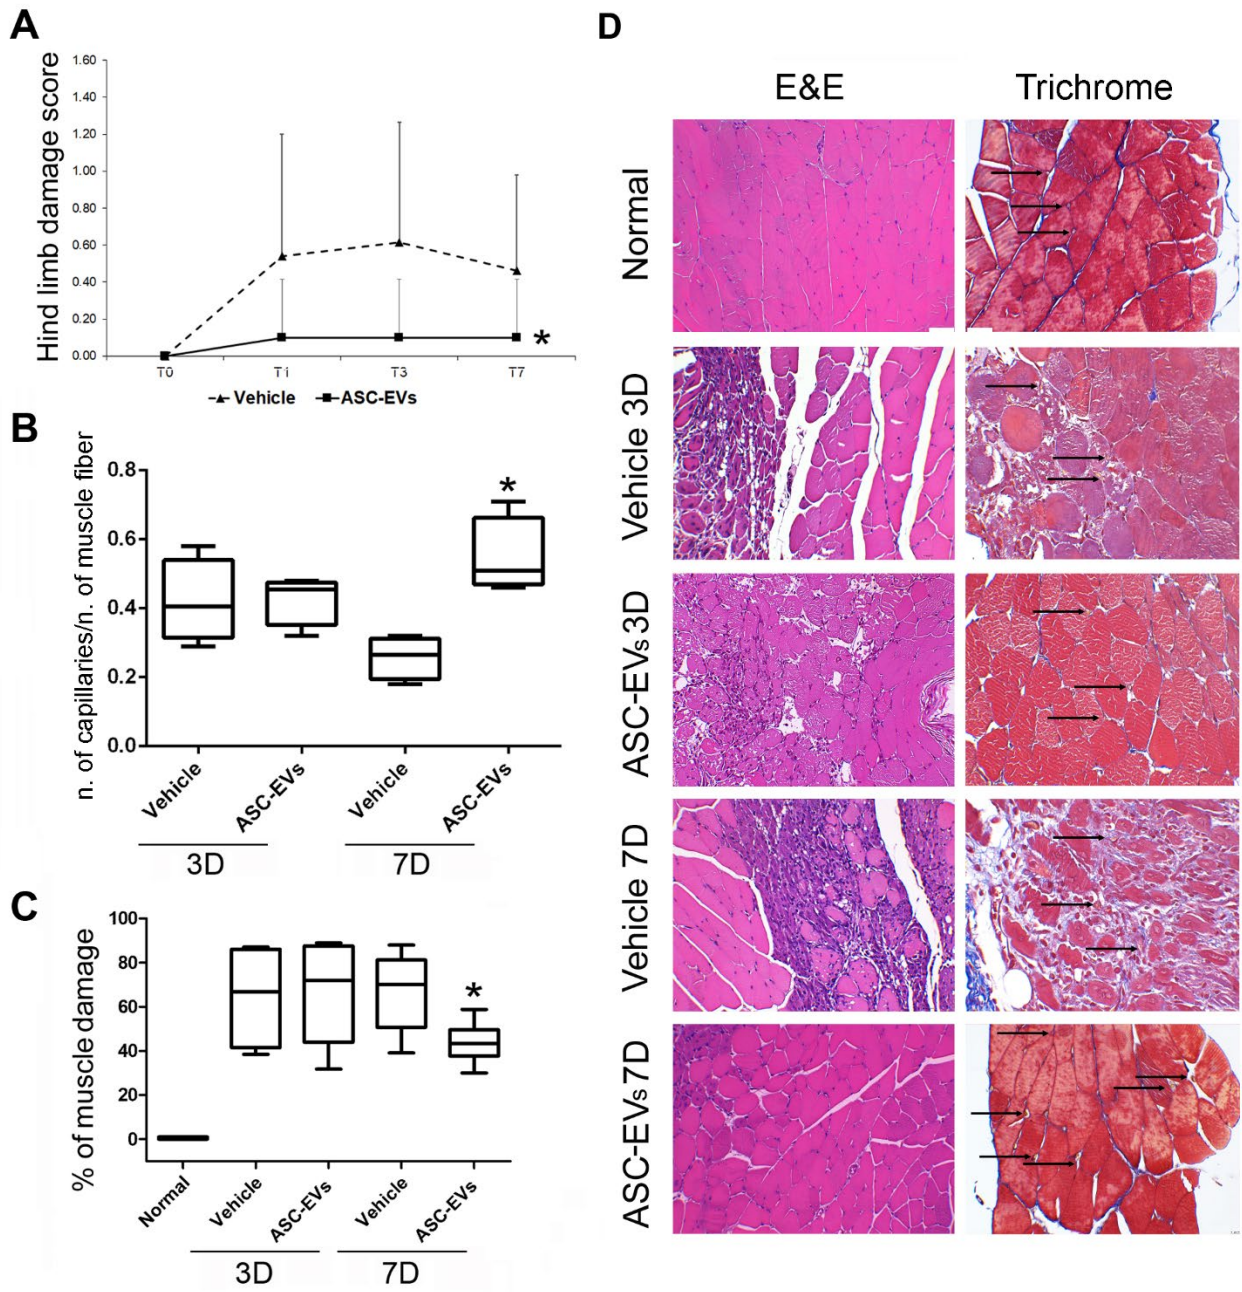 A
Hind limb damage score
1.60
1.40
1.20
1.00
0.80
0.60
0.40
0.20
0.00
T0
T1
T3
T7
*
Vehicle
ASC-EVs
B
n. of capillaries/n. of muscle fiber
0.8
0.6
0.4
0.2
0.0
*
Vehicle
ASC-EVs
Vehicle
ASC-EVs
3D
7D
C
% of muscle damage
100
80
60
40
20
0
*
Normal
Vehicle
ASC-EVs
Vehicle
ASC-EVs
3D
7D
D
E&E
Trichrome
Normal
Vehicle 3D
ASC-EVs 3D
Vehicle 7D
ASC-EVs 7D